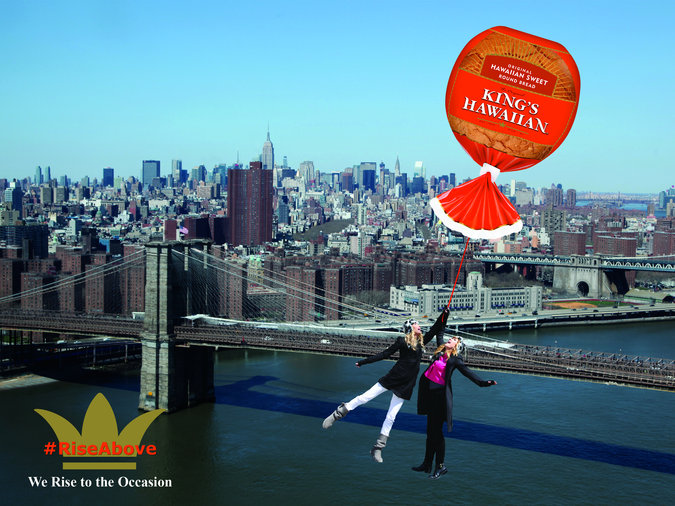 ORIGINAL
HAWAIIAN SWEET
ROUND BREAD
KING'S
HAWAIIAN
#RiseAbove
We Rise to the Occasion